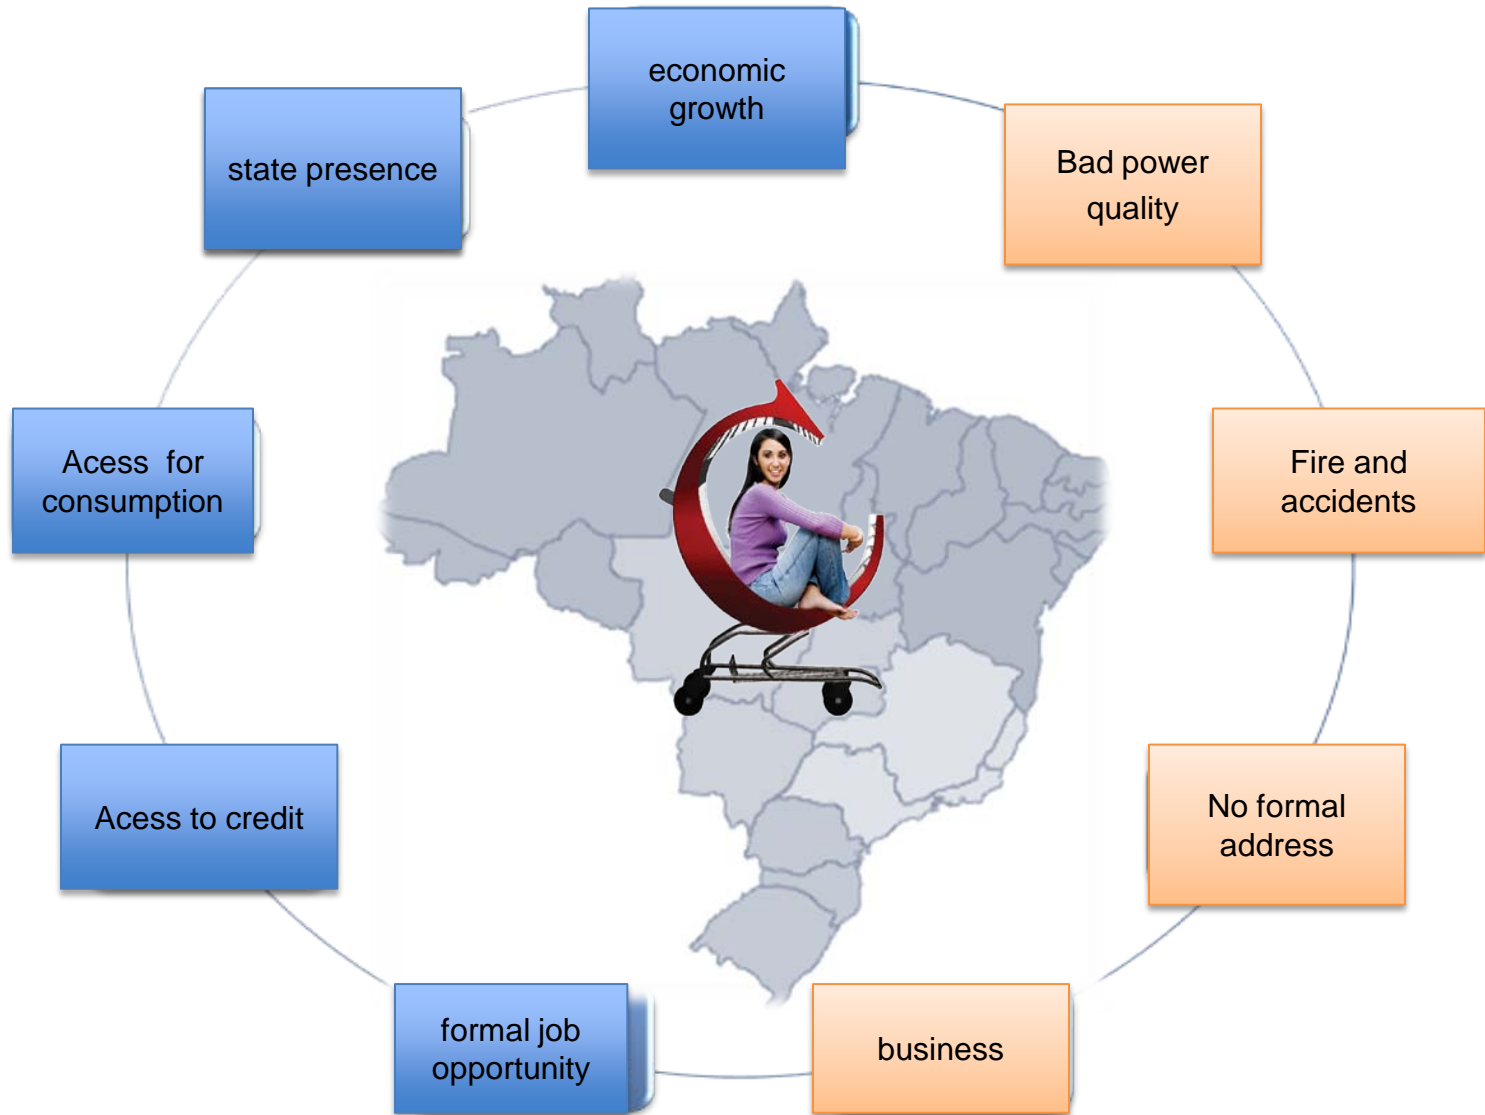 economic
growth
state presence
Bad power
quality
Acess for
consumption
Fire and
accidents
Acess to credit
No formal
address
formal job
opportunity
business